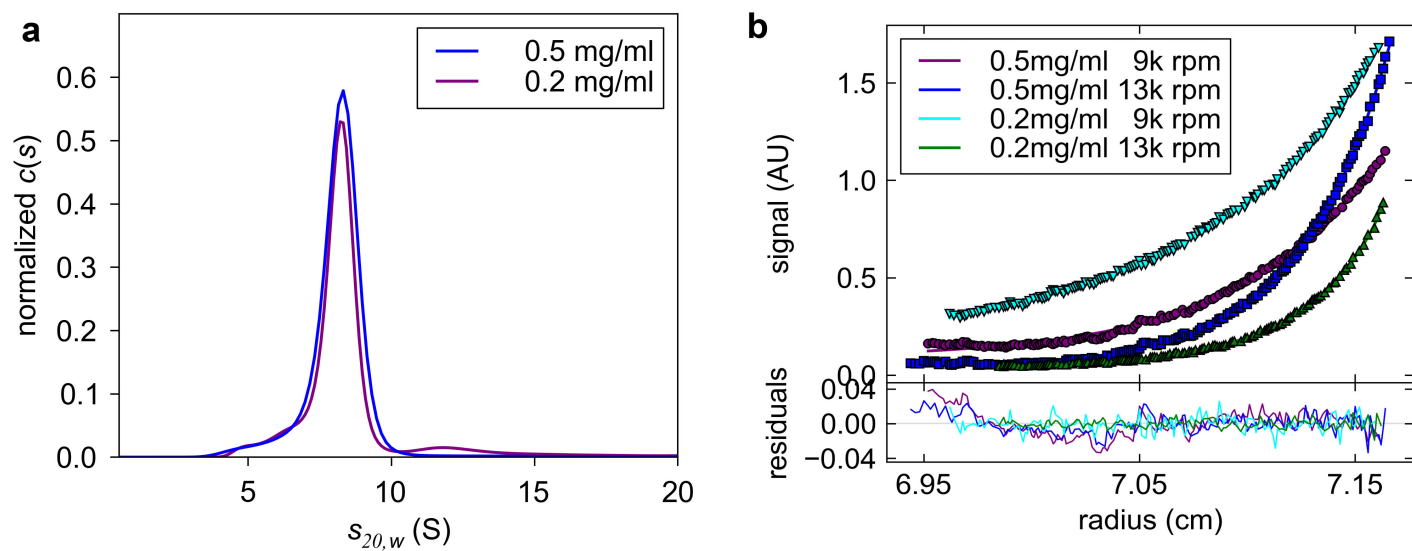 a
0.5 mg/ml
0.2 mg/ml
0.6
0.5
0.4
0.3
0.2
0.1
0.0
normalized c(s)
5 10 15 20
s20,w (S)
b
0.5mg/ml 9k rpm
0.5mg/ml 13k rpm
0.2mg/ml 9k rpm
0.2mg/ml 13k rpm
1.5
1.0
0.5
0.0
signal (AU)
0.04
0.00
−0.04
residuals
6.95 7.05 7.15
radius (cm)